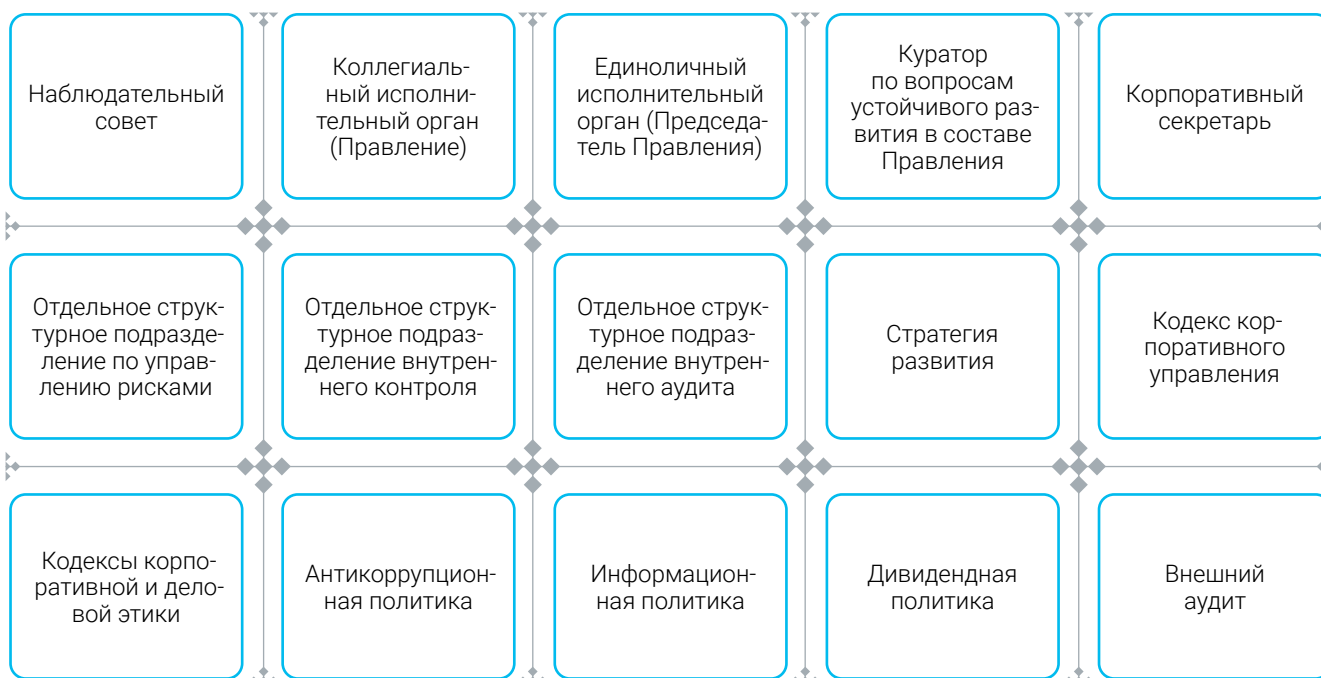 Наблюдательный
совет
Коллегиаль-
ный исполни-
тельный орган
(Правление)
Единоличный
исполнительный
орган (Председа-
тель Правления)
Куратор
по вопросам
устойчивого раз-
вития в составе
Правления
Корпоративный
секретарь
Отдельное струк-
турное подразде-
ление по управ-
лению рисками
Отдельное струк-
турное подраз-
деление внутрен-
него контроля
Отдельное струк-
турное подраз-
деление внутрен-
него аудита
Стратегия
развития
Кодекс кор-
поративного
управления
Кодексы корпо-
ративной и дело-
вой этики
Антикоррупцион-
ная политика
Информацион-
ная политика
Дивидендная
политика
Внешний
аудит